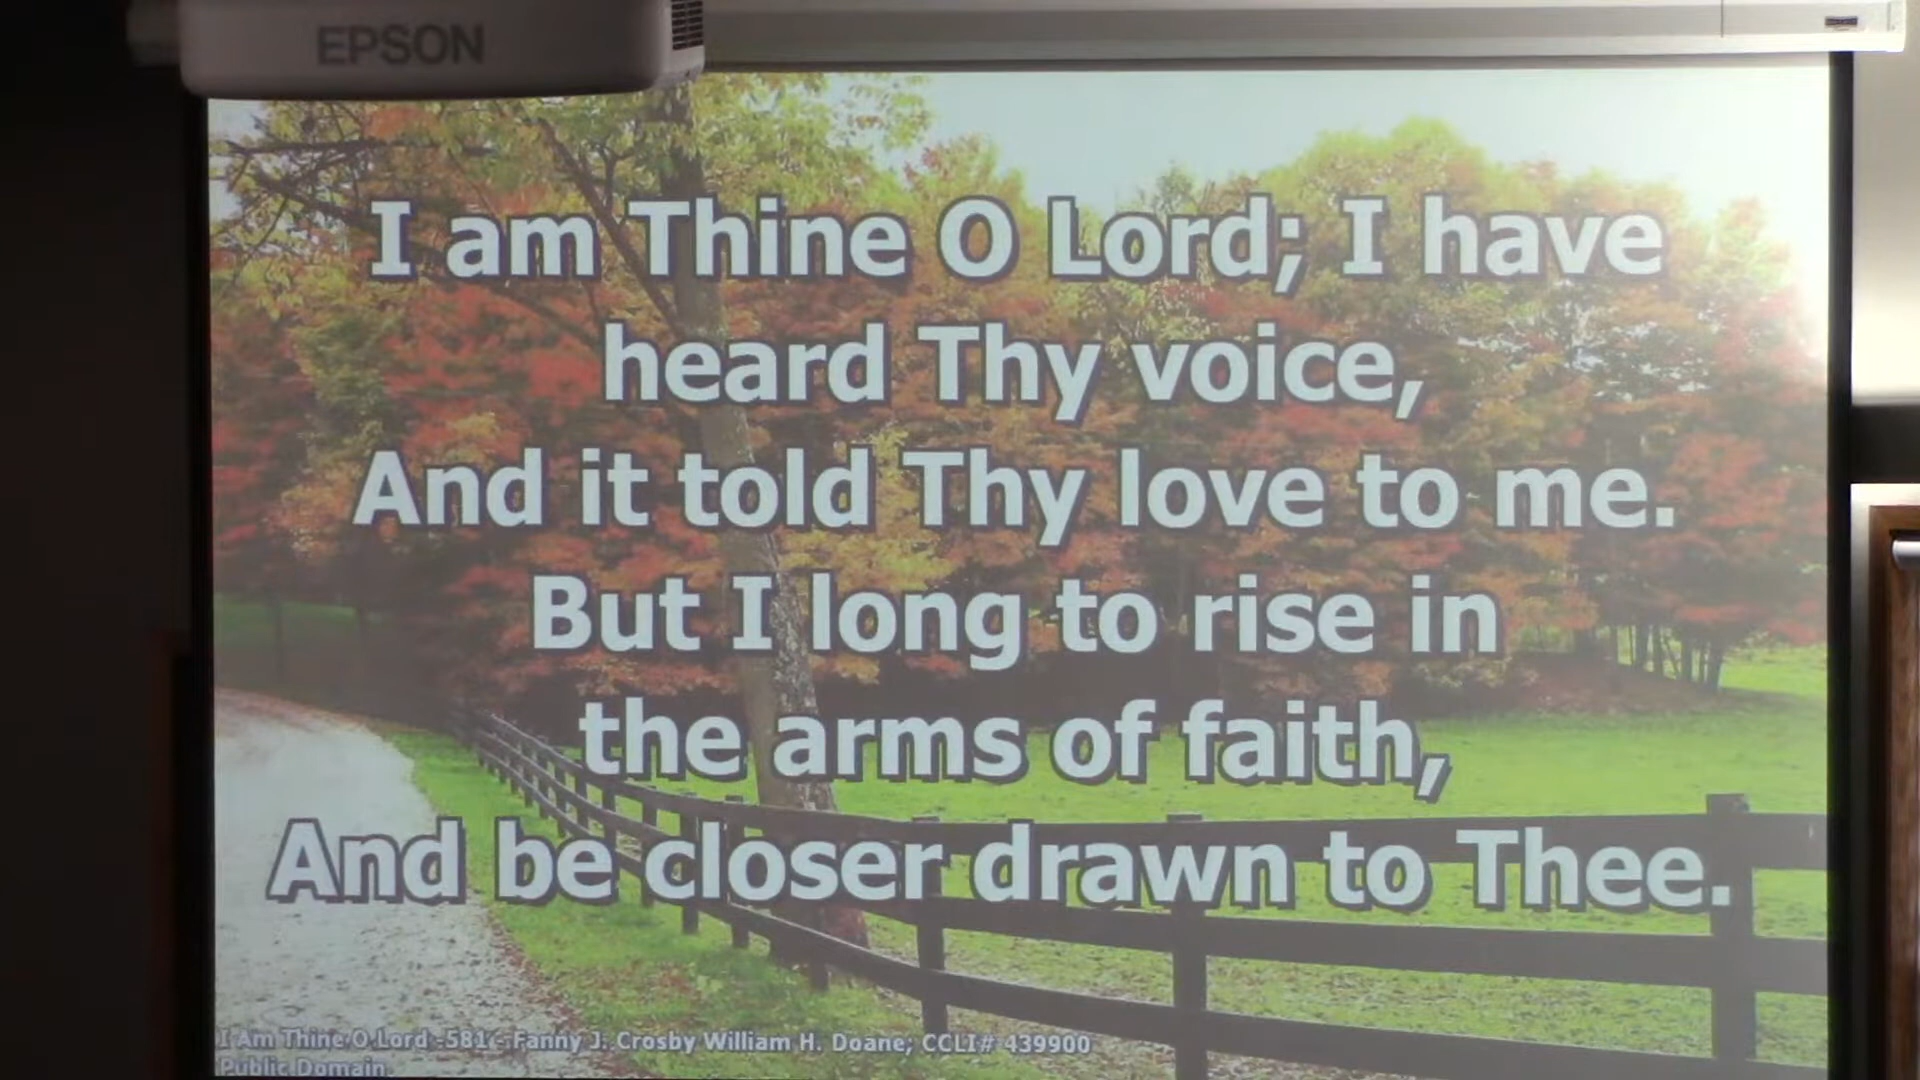 EPSON
I am Thine O Lord; I have
heard Thy voice,
And it told Thy love to me.
But I long to rise in
the arms of faith,
And be closer drawn to Thee.
I Am Thine O Lord -581 - Fanny J. Crosby William H. Doane; CCLI# 439900
Public Domain